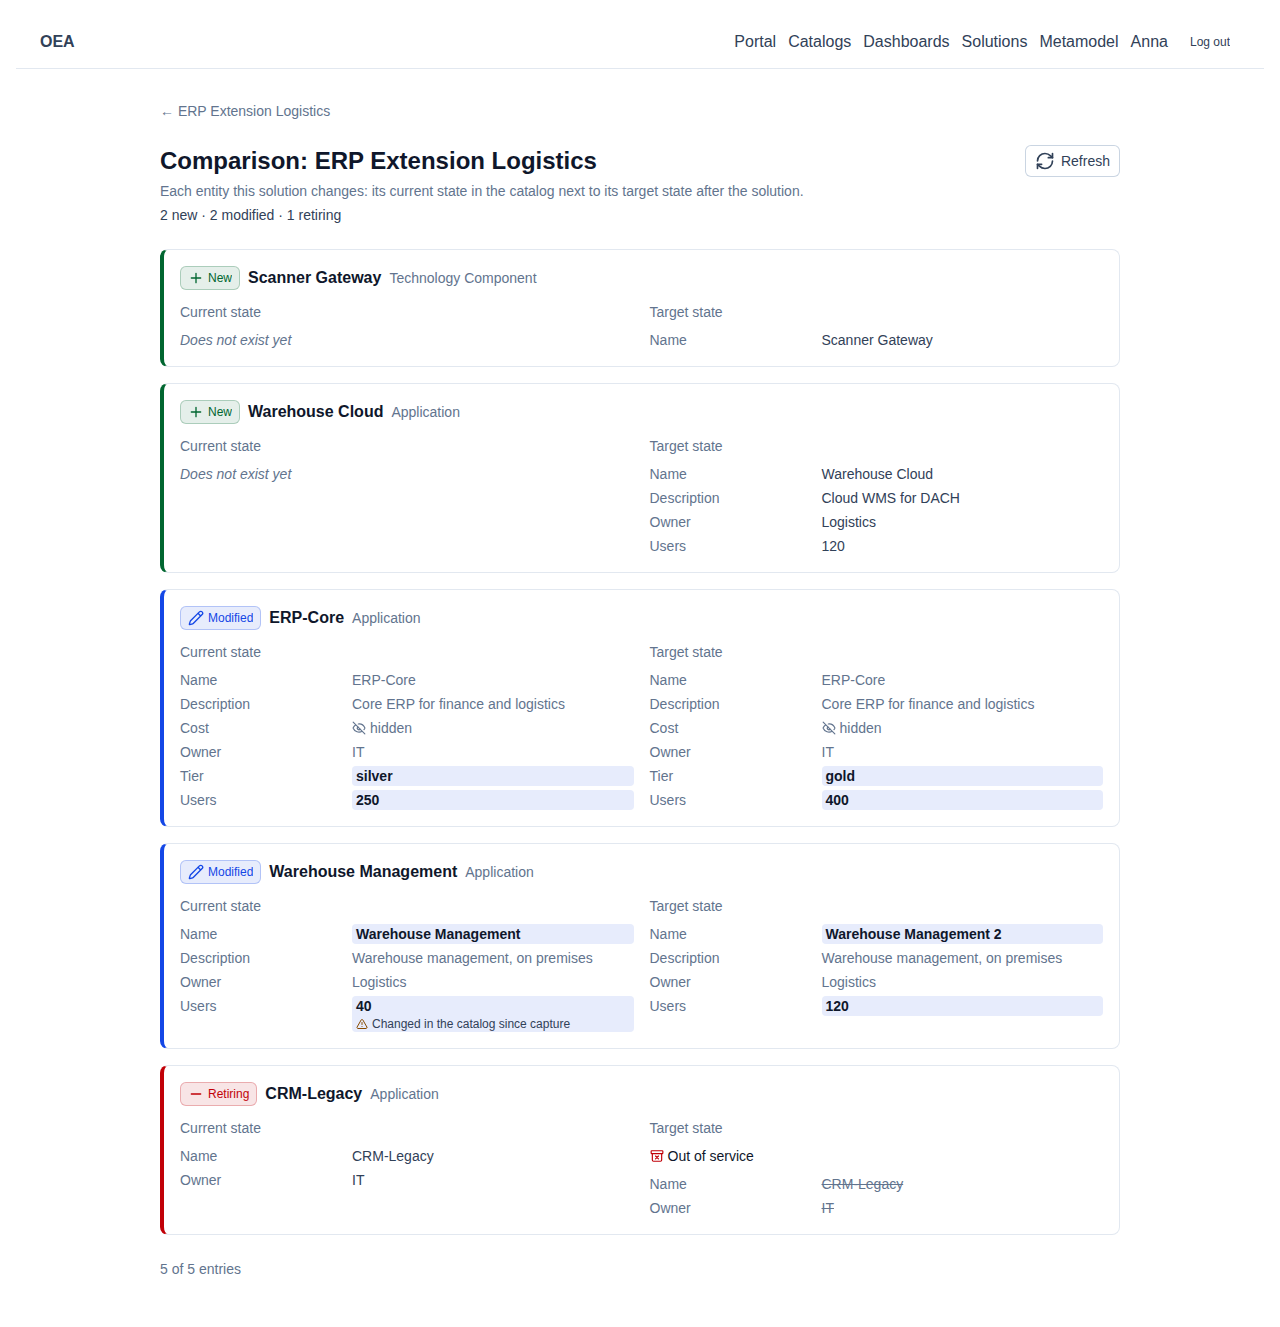 OEA
Portal Catalogs Dashboards Solutions Metamodel Anna Log out
← ERP Extension Logistics
Comparison: ERP Extension Logistics
Refresh
Each entity this solution changes: its current state in the catalog next to its target state after the solution.
2 new · 2 modified · 1 retiring
New Scanner Gateway Technology Component
Current state Target state
Does not exist yet Name Scanner Gateway
New Warehouse Cloud Application
Current state Target state
Does not exist yet Name Warehouse Cloud
Description Cloud WMS for DACH
Owner Logistics
Users 120
Modified ERP-Core Application
Current state Target state
Name ERP-Core Name ERP-Core
Description Core ERP for finance and logistics Description Core ERP for finance and logistics
Cost hidden Cost hidden
Owner IT Owner IT
Tier silver Tier gold
Users 250 Users 400
Modified Warehouse Management Application
Current state Target state
Name Warehouse Management Name Warehouse Management 2
Description Warehouse management, on premises Description Warehouse management, on premises
Owner Logistics Owner Logistics
Users 40 Users 120
Changed in the catalog since capture
Retiring CRM-Legacy Application
Current state Target state
Name CRM-Legacy Out of service
Owner IT Name CRM-Legacy
Owner IT
5 of 5 entries